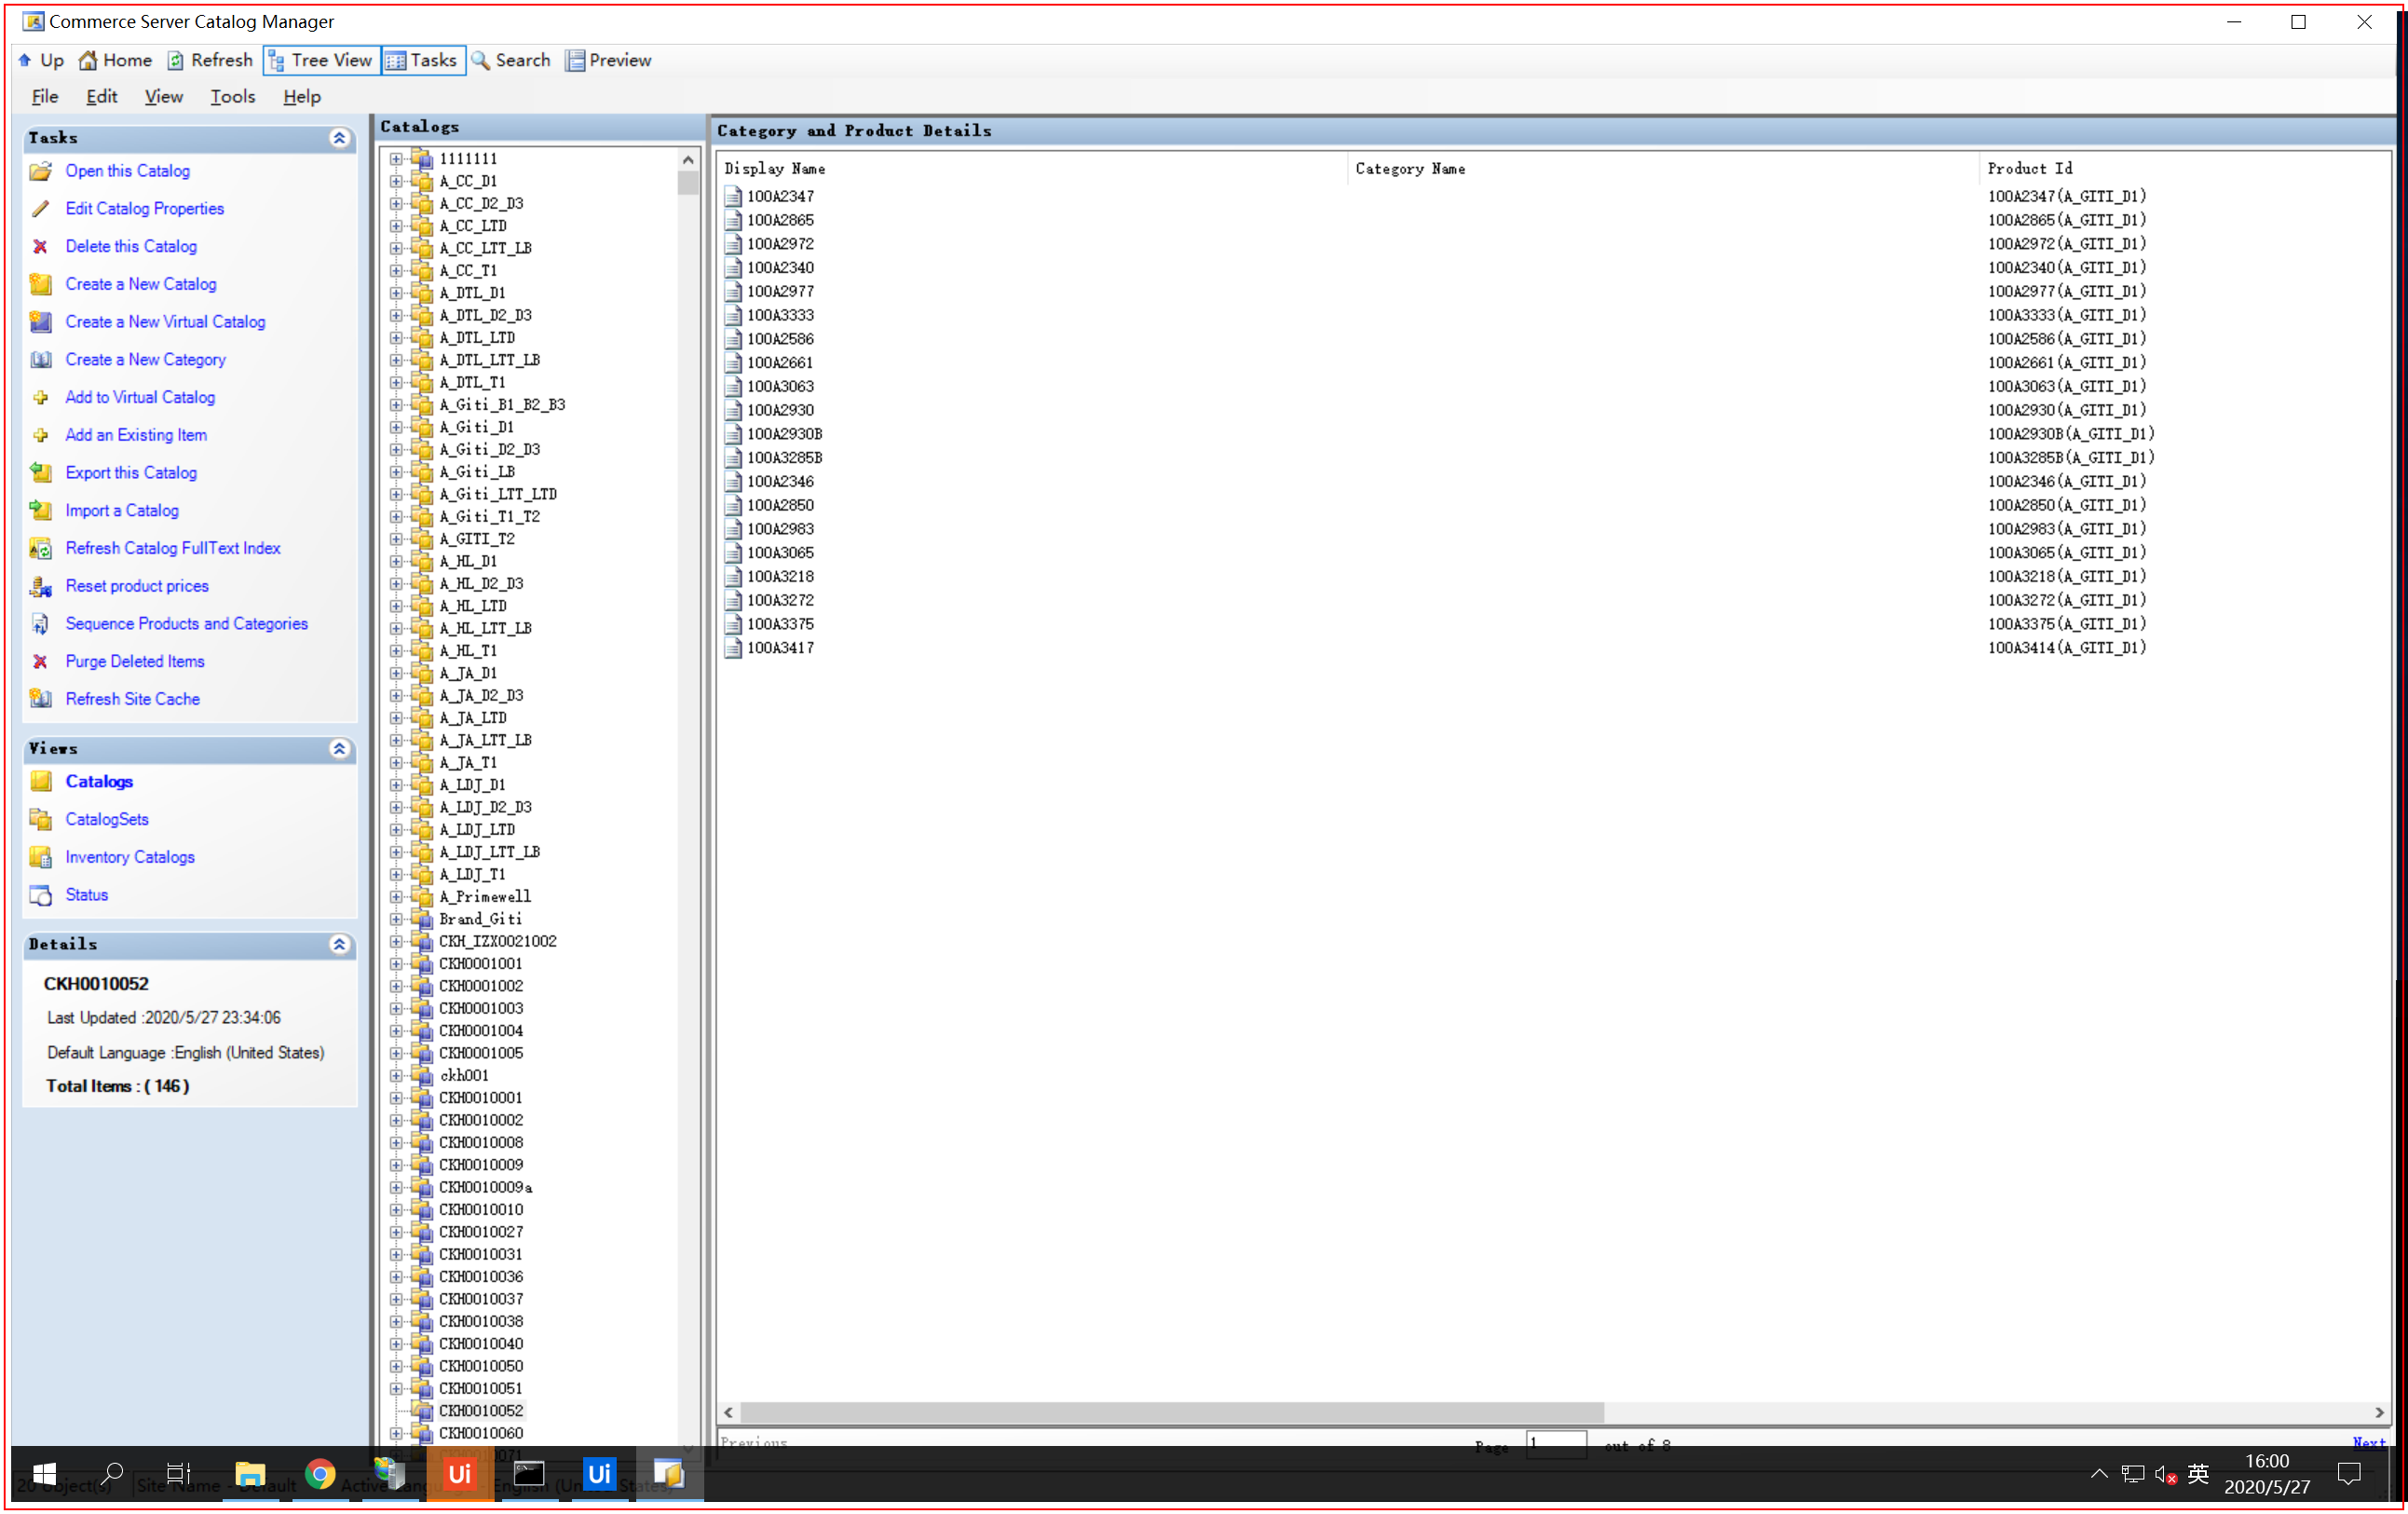 Commerce Server Catalog Manager
Up Home Refresh Tree View Tasks Search Preview
File Edit View Tools Help
Tasks
Open this Catalog
Edit Catalog Properties
Delete this Catalog
Create a New Catalog
Create a New Virtual Catalog
Create a New Category
Add to Virtual Catalog
Add an Existing Item
Export this Catalog
Import a Catalog
Refresh Catalog FullText Index
Reset product prices
Sequence Products and Categories
Purge Deleted Items
Refresh Site Cache
Views
Catalogs
CatalogSets
Inventory Catalogs
Status
Details
CKH0010052
Last Updated :2020/5/27 23:34:06
Default Language :English (United States)
Total Items : ( 146 )
Catalogs
1111111
A_CC_D1
A_CC_D2_D3
A_CC_LTD
A_CC_LTT_LB
A_CC_T1
A_DTL_D1
A_DTL_D2_D3
A_DTL_LTD
A_DTL_LTT_LB
A_DTL_T1
A_Giti_B1_B2_B3
A_Giti_D1
A_Giti_D2_D3
A_Giti_LB
A_Giti_LTT_LTD
A_Giti_T1_T2
A_GITI_T2
A_HL_D1
A_HL_D2_D3
A_HL_LTD
A_HL_LTT_LB
A_HL_T1
A_JA_D1
A_JA_D2_D3
A_JA_LTD
A_JA_LTT_LB
A_JA_T1
A_LDJ_D1
A_LDJ_D2_D3
A_LDJ_LTD
A_LDJ_LTT_LB
A_LDJ_T1
A_Primewell
Brand_Giti
CKH_IZX0021002
CKH0001001
CKH0001002
CKH0001003
CKH0001004
CKH0001005
ckh001
CKH0010001
CKH0010002
CKH0010008
CKH0010009
CKH0010009a
CKH0010010
CKH0010027
CKH0010031
CKH0010036
CKH0010037
CKH0010038
CKH0010040
CKH0010050
CKH0010051
CKH0010052
CKH0010060
Category and Product Details
Display Name Category Name Product Id
100A2347 100A2347(A_GITI_D1)
100A2865 100A2865(A_GITI_D1)
100A2972 100A2972(A_GITI_D1)
100A2340 100A2340(A_GITI_D1)
100A2977 100A2977(A_GITI_D1)
100A3333 100A3333(A_GITI_D1)
100A2586 100A2586(A_GITI_D1)
100A2661 100A2661(A_GITI_D1)
100A3063 100A3063(A_GITI_D1)
100A2930 100A2930(A_GITI_D1)
100A2930B 100A2930B(A_GITI_D1)
100A3285B 100A3285B(A_GITI_D1)
100A2346 100A2346(A_GITI_D1)
100A2850 100A2850(A_GITI_D1)
100A2983 100A2983(A_GITI_D1)
100A3065 100A3065(A_GITI_D1)
100A3218 100A3218(A_GITI_D1)
100A3272 100A3272(A_GITI_D1)
100A3375 100A3375(A_GITI_D1)
100A3417 100A3414(A_GITI_D1)
Previous Page 1 out of 8 Next
Ui Ui
英 16:00
2020/5/27
20 Object(s) Site Name - Default